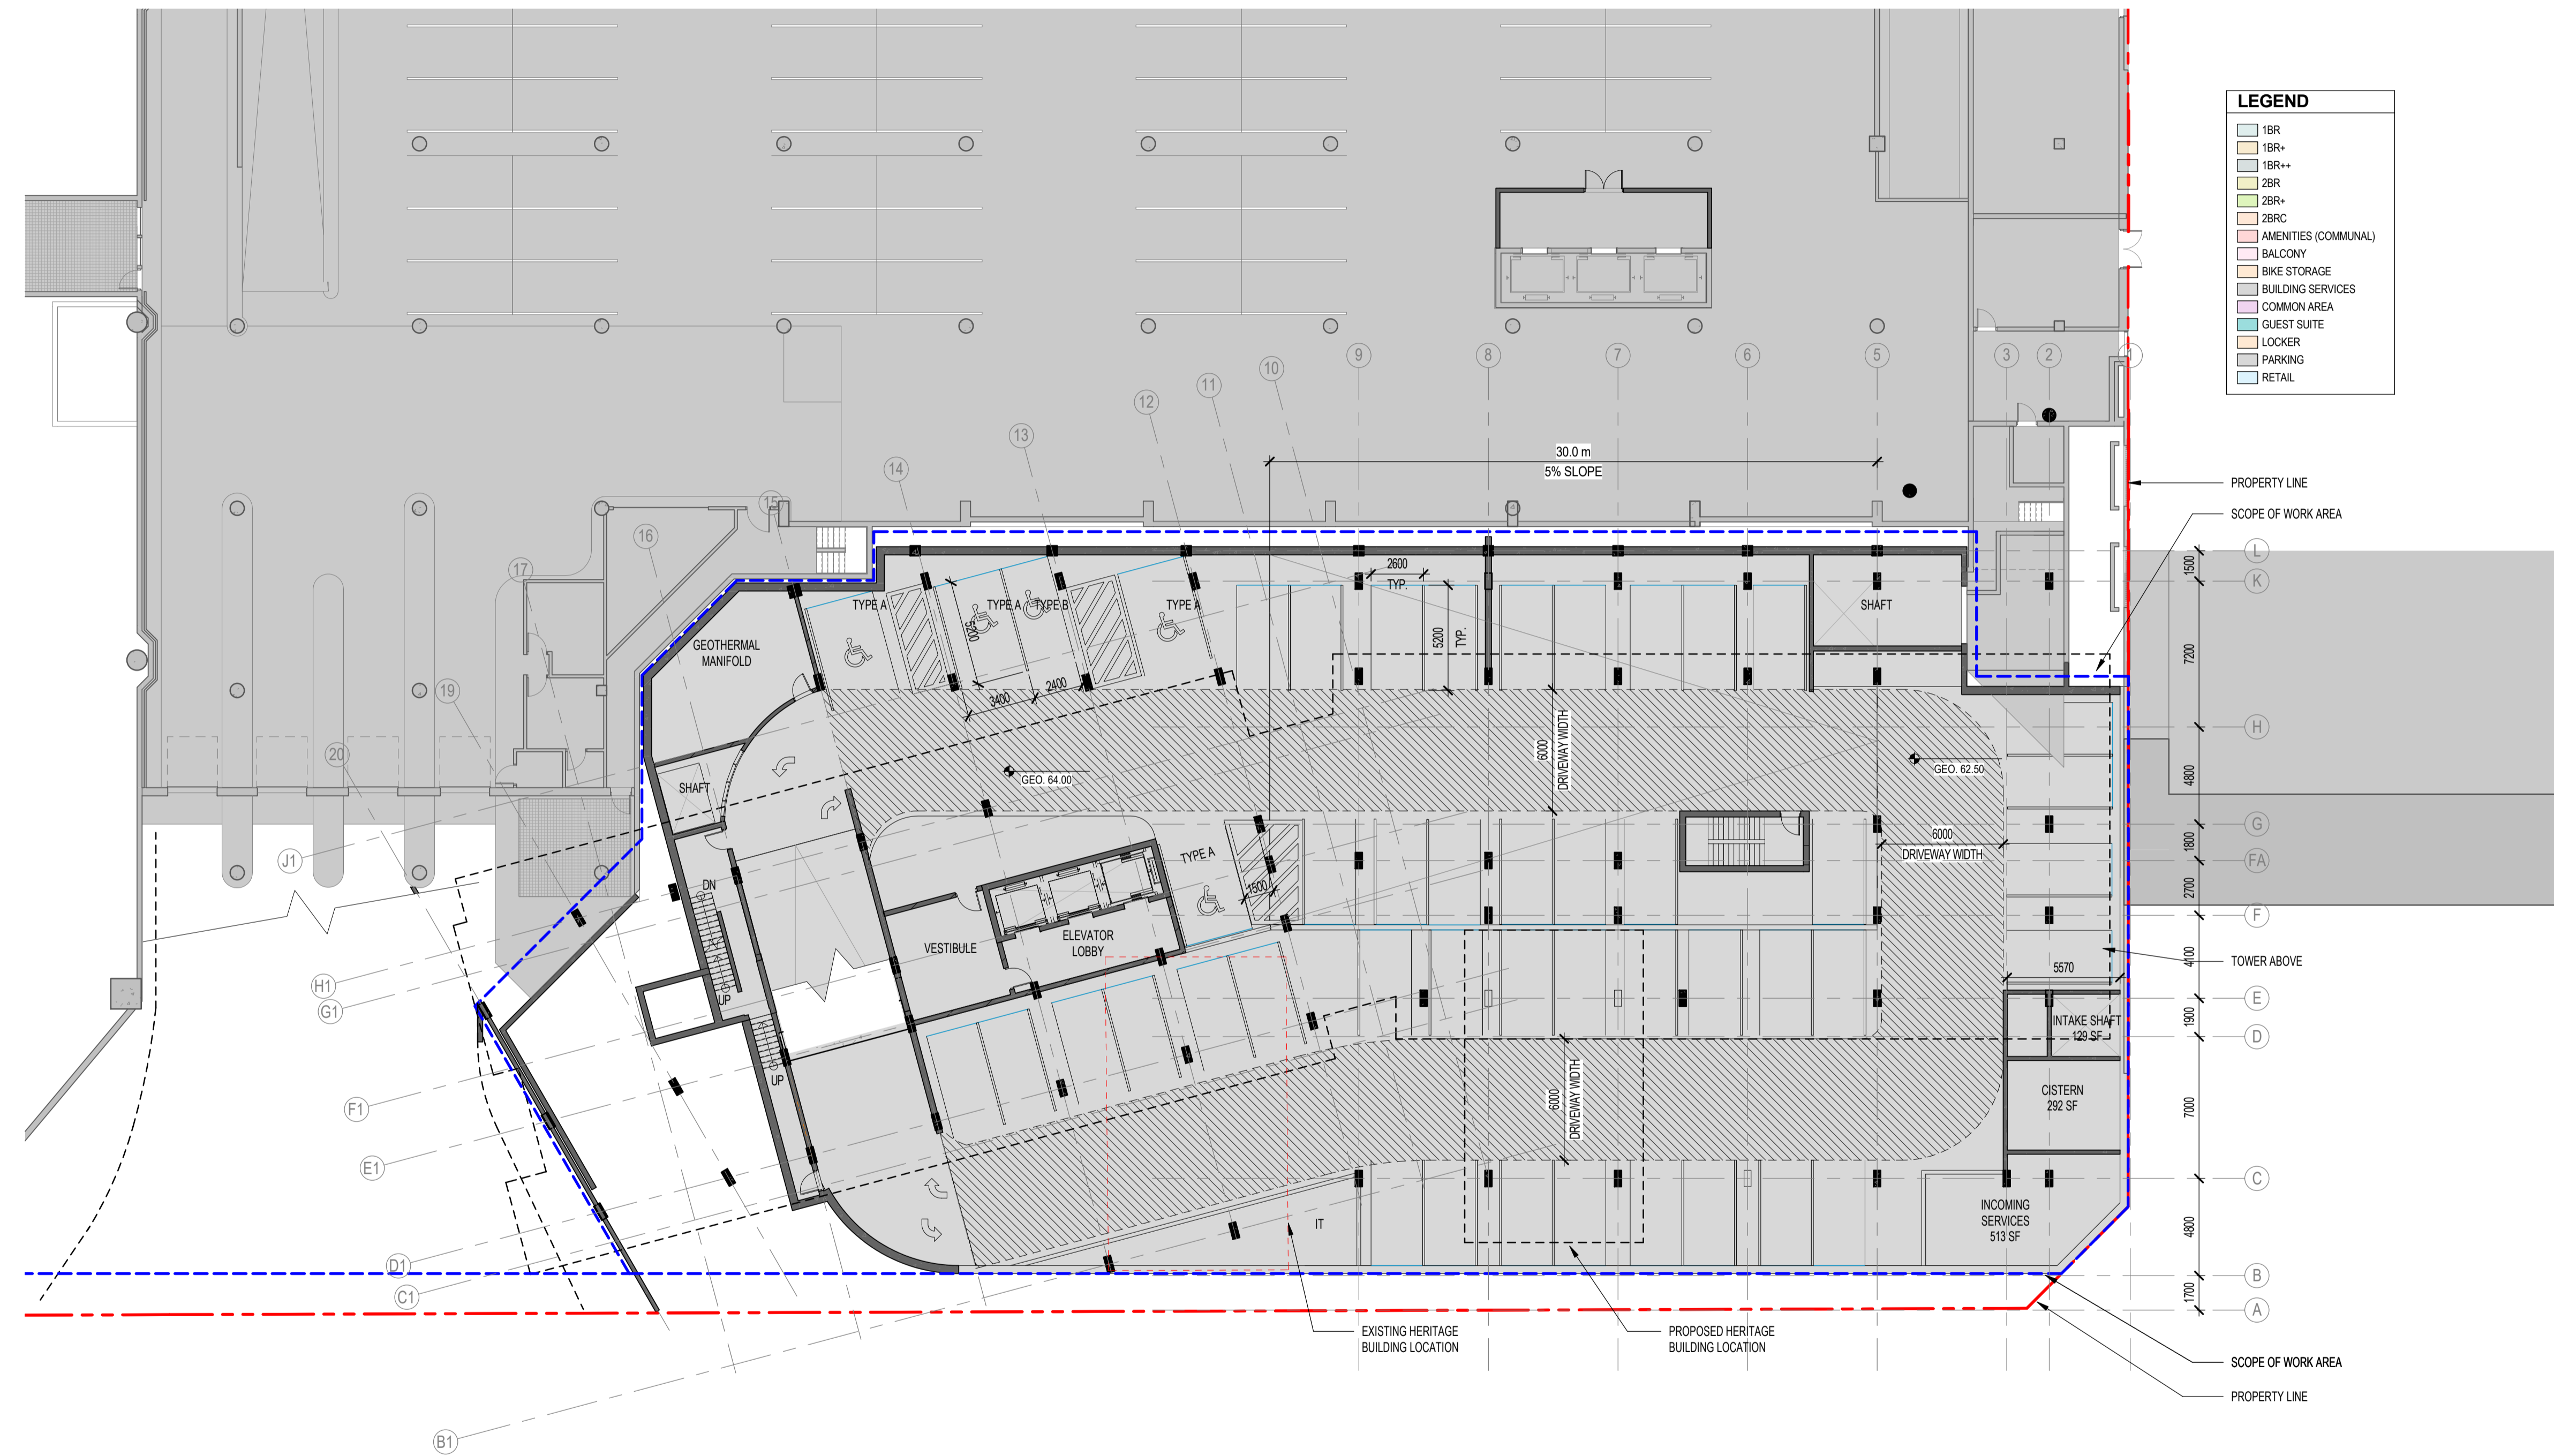 LEGEND
1BR
1BR+
1BR++
2BR
2BR+
2BRC
AMENITIES (COMMUNAL)
BALCONY
BIKE STORAGE
BUILDING SERVICES
COMMON AREA
GUEST SUITE
LOCKER
PARKING
RETAIL
9
8
7
6
5
3
2
10
11
12
13
14
15
16
17
19
20
30.0 m
5% SLOPE
PROPERTY LINE
SCOPE OF WORK AREA
L
1500
K
7200
H
4800
G
1800
FA
2700
F
4100
E
1900
D
7000
C
4800
B
1700
A
2600
TYP.
5200
TYP.
TYPE A
TYPE A
TYPE B
TYPE A
5200
3400
2400
SHAFT
GEOTHERMAL
MANIFOLD
SHAFT
GEO. 64.00
6000
DRIVEWAY WIDTH
GEO. 62.50
6000
DRIVEWAY WIDTH
TYPE A
1500
DN
UP
UP
VESTIBULE
ELEVATOR
LOBBY
TOWER ABOVE
5570
INTAKE SHAFT
129 SF
CISTERN
292 SF
6000
DRIVEWAY WIDTH
INCOMING
SERVICES
513 SF
IT
J1
H1
G1
F1
E1
D1
C1
B1
EXISTING HERITAGE
BUILDING LOCATION
PROPOSED HERITAGE
BUILDING LOCATION
SCOPE OF WORK AREA
PROPERTY LINE